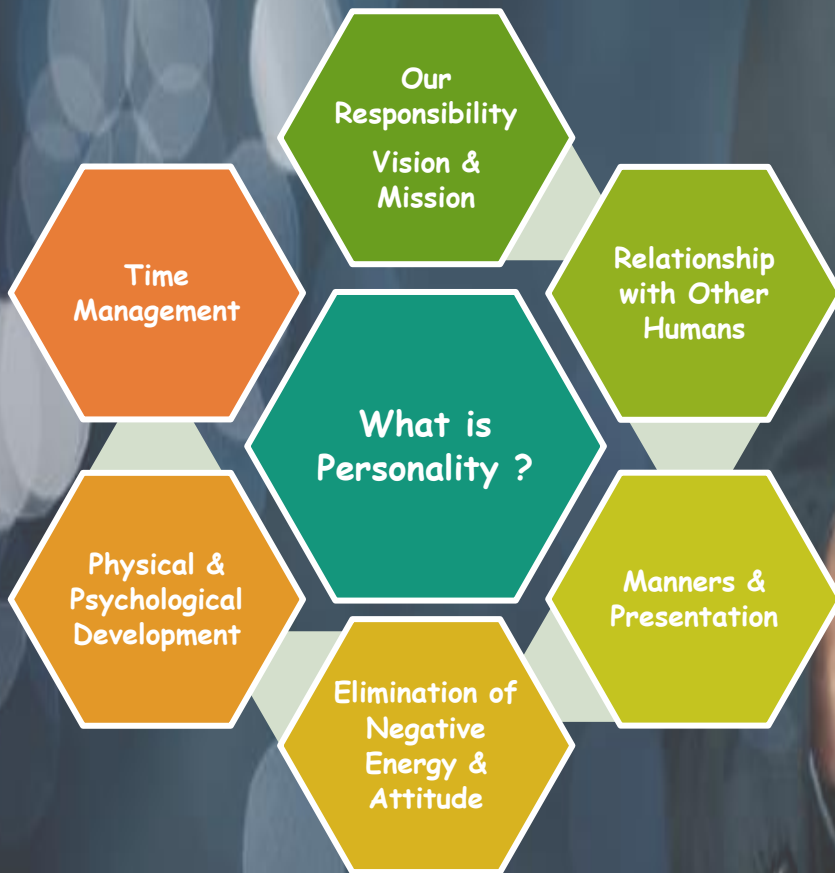 Our
Responsibility
Vision &
Mission
Relationship
with Other
Humans
Manners &
Presentation
Elimination of
Negative
Energy &
Attitude
Physical &
Psychological
Development
Time
Management
What is
Personality ?